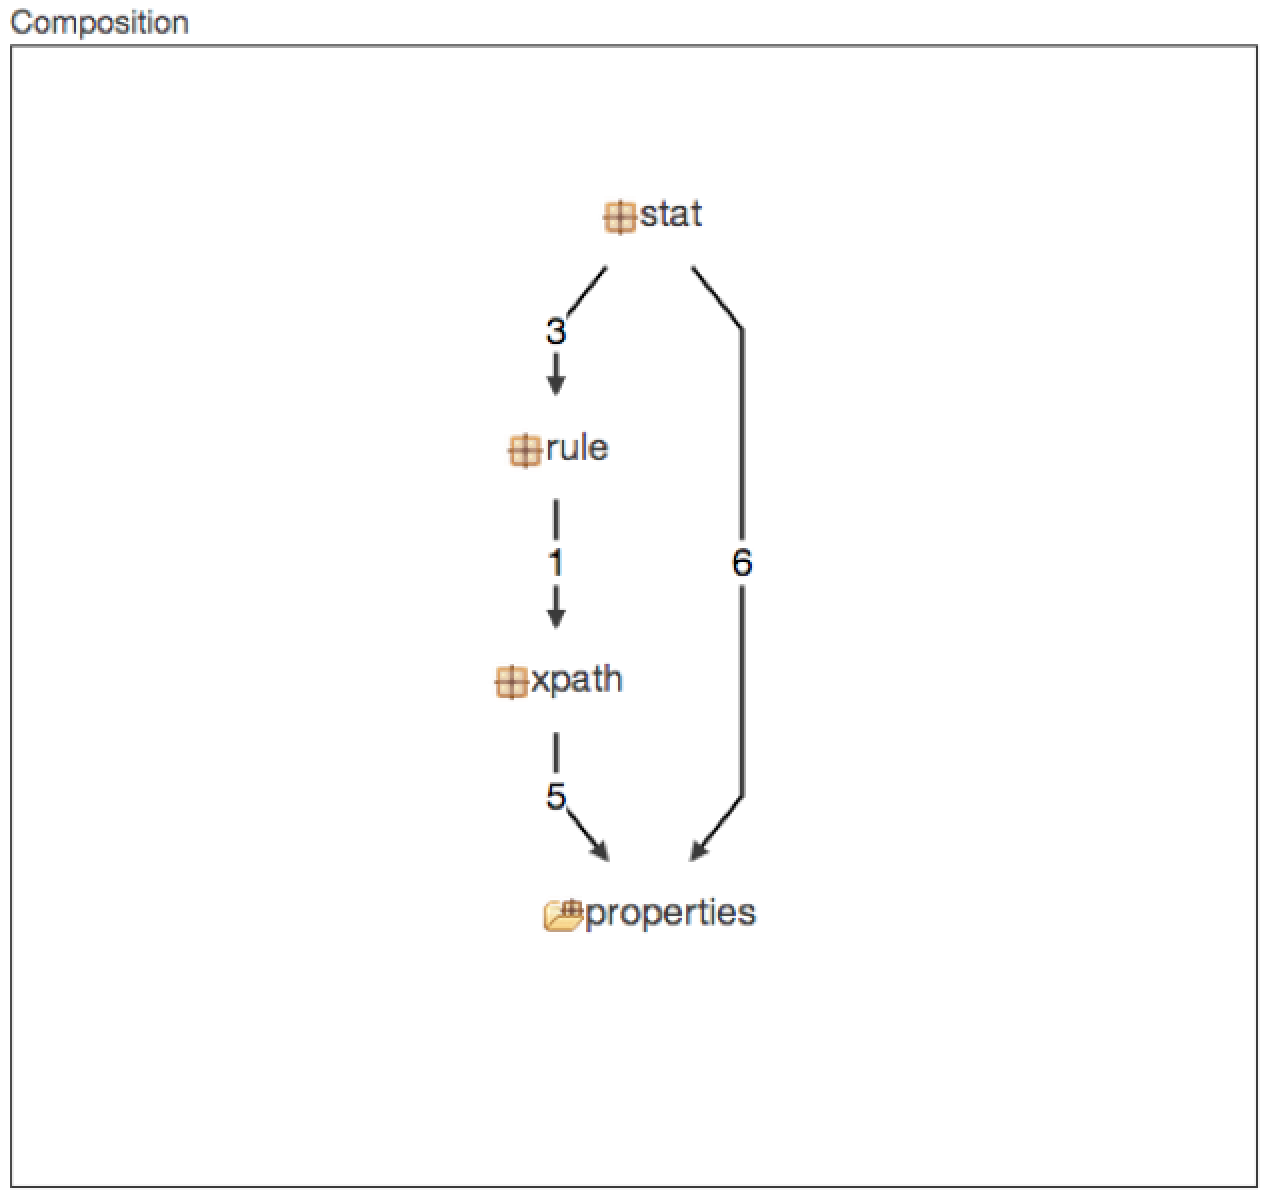 Composition
stat
3
rule
1
6
xpath
5
properties